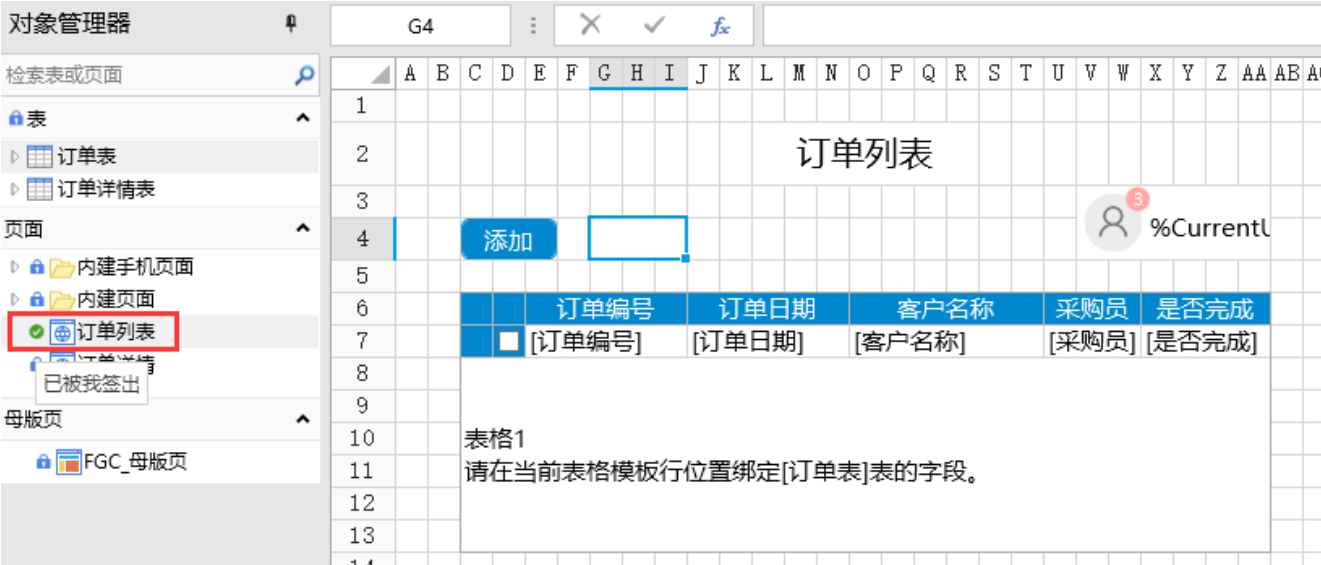 对象管理器
G4
fx
检索表或页面
A B C D E F G H I J K L M N O P Q R S T U V W X Y Z AA AB
表
1
订单表
2
订单列表
订单详情表
3
3
页面
4
添加
%Current
内建手机页面
5
内建页面
6
订单编号 订单日期 客户名称 采购员 是否完成
订单列表
7
[订单编号] [订单日期] [客户名称] [采购员] [是否完成]
订单详情
8
已被我签出
9
母版页
10
表格1
FGC_母版页
11
请在当前表格模板行位置绑定[订单表]表的字段。
12
13